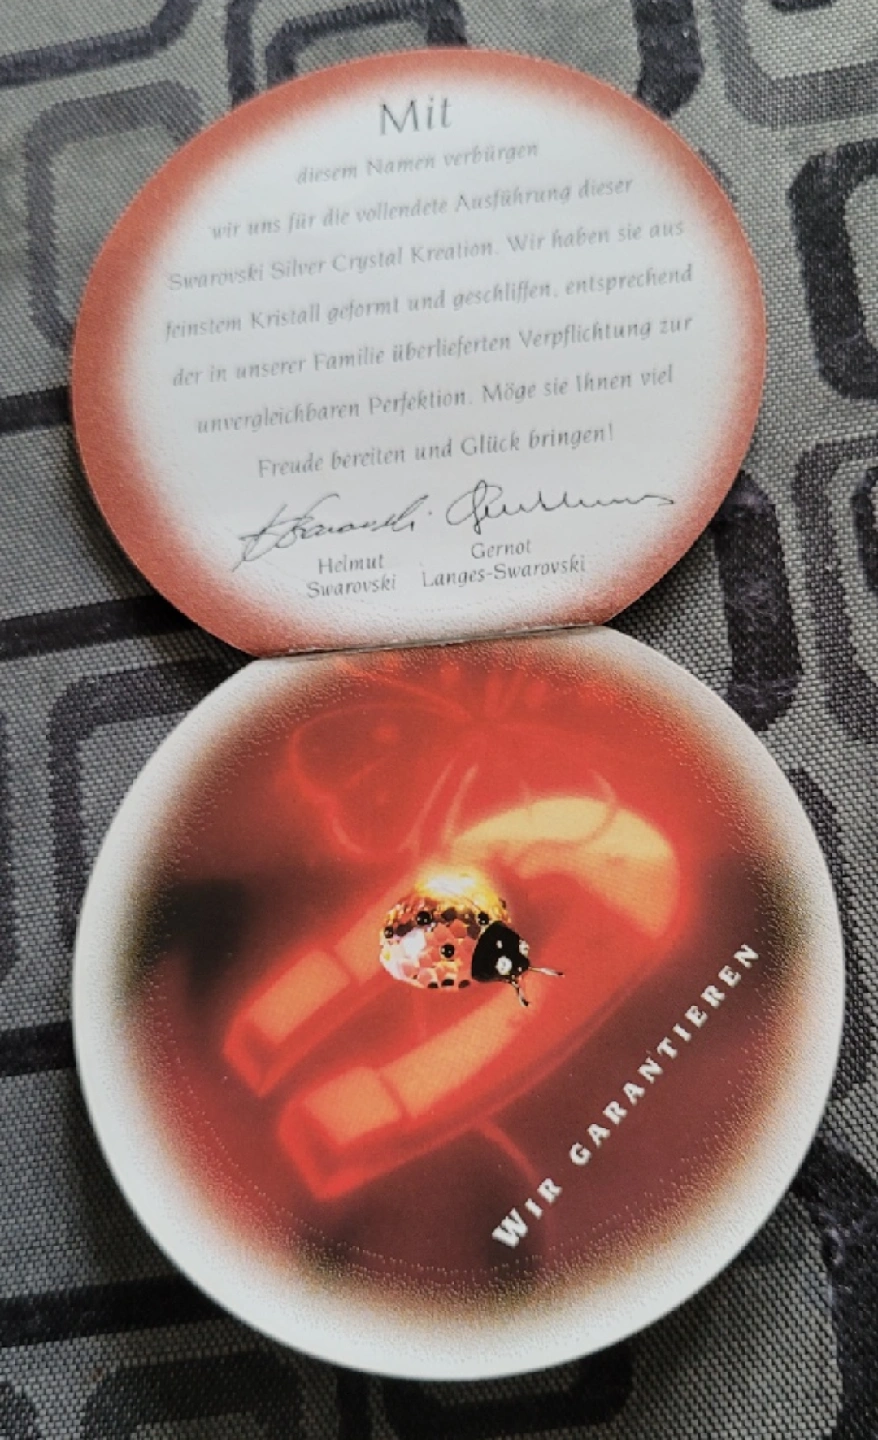 Mit
diesem Namen verbürgen
wir uns für die vollendete Ausführung dieser
Swarovski Silver Crystal Kreation. Wir haben sie aus
feinstem Kristall geformt und geschliffen, entsprechend
der in unserer Familie überlieferten Verpflichtung zur
unvergleichbaren Perfektion. Möge sie Ihnen viel
Freude bereiten und Glück bringen!
Helmut
Swarovski
Gernot
Langes-Swarovski
WIR GARANTIEREN